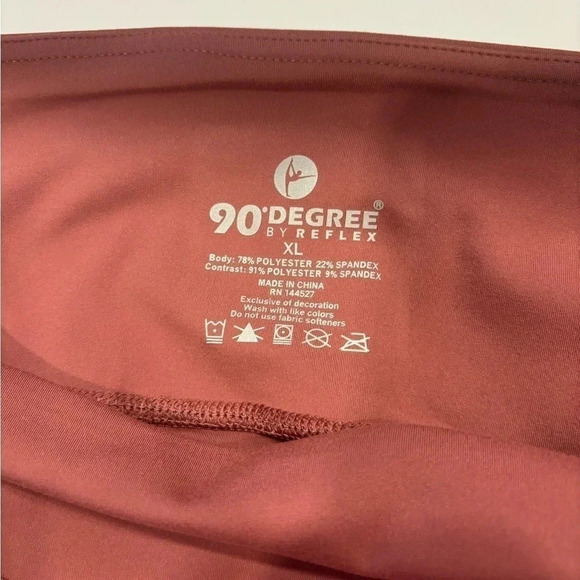 90°DEGREE®
BY REFLEX
XL
Body: 78% POLYESTER 22% SPANDEX
Contrast: 91% POLYESTER 9% SPANDEX
MADE IN CHINA
RN 144527
Exclusive of decoration
Wash with like colors
Do not use fabric softeners